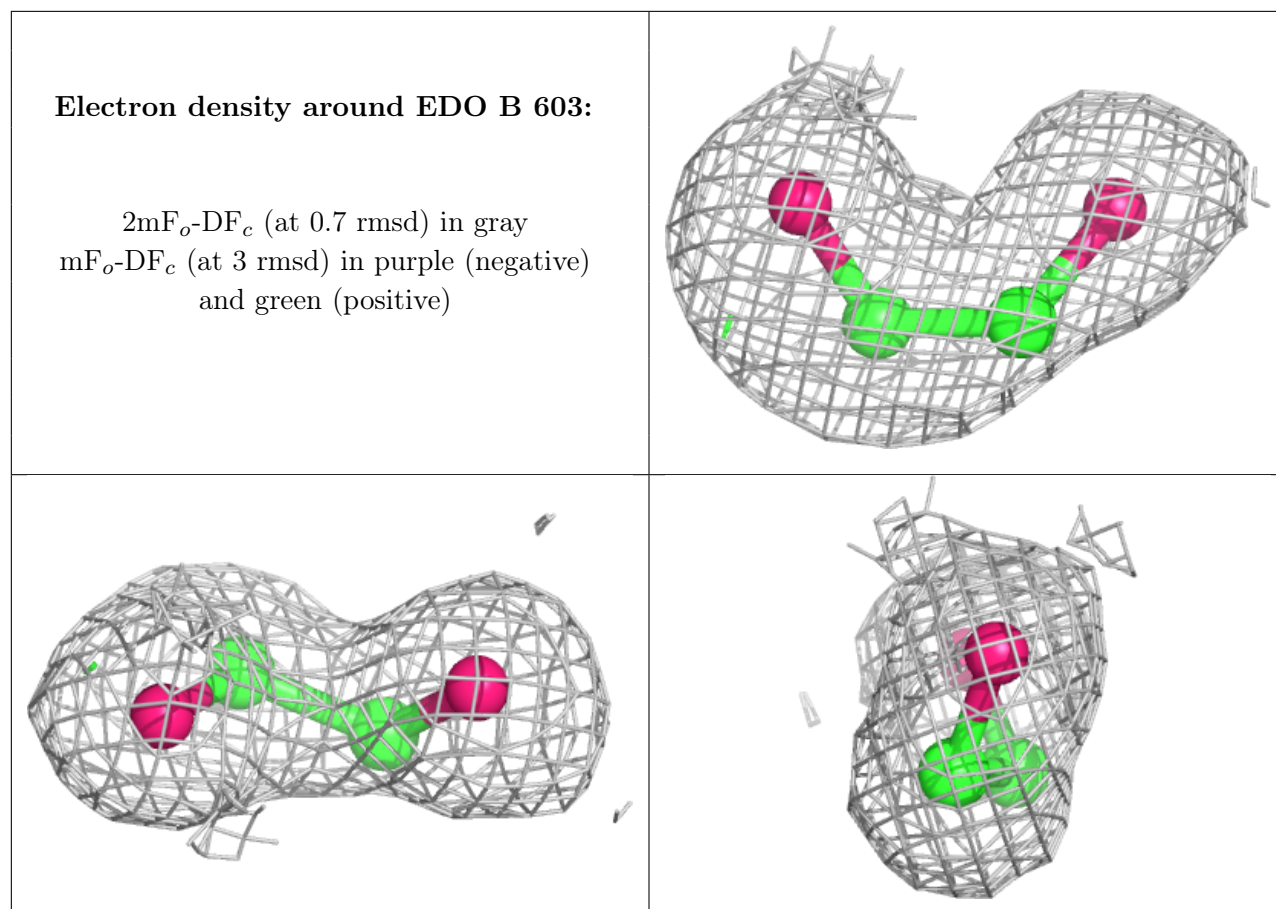 Electron density around EDO B 603:
2mFo-DFc (at 0.7 rmsd) in gray
mFo-DFc (at 3 rmsd) in purple (negative)
and green (positive)